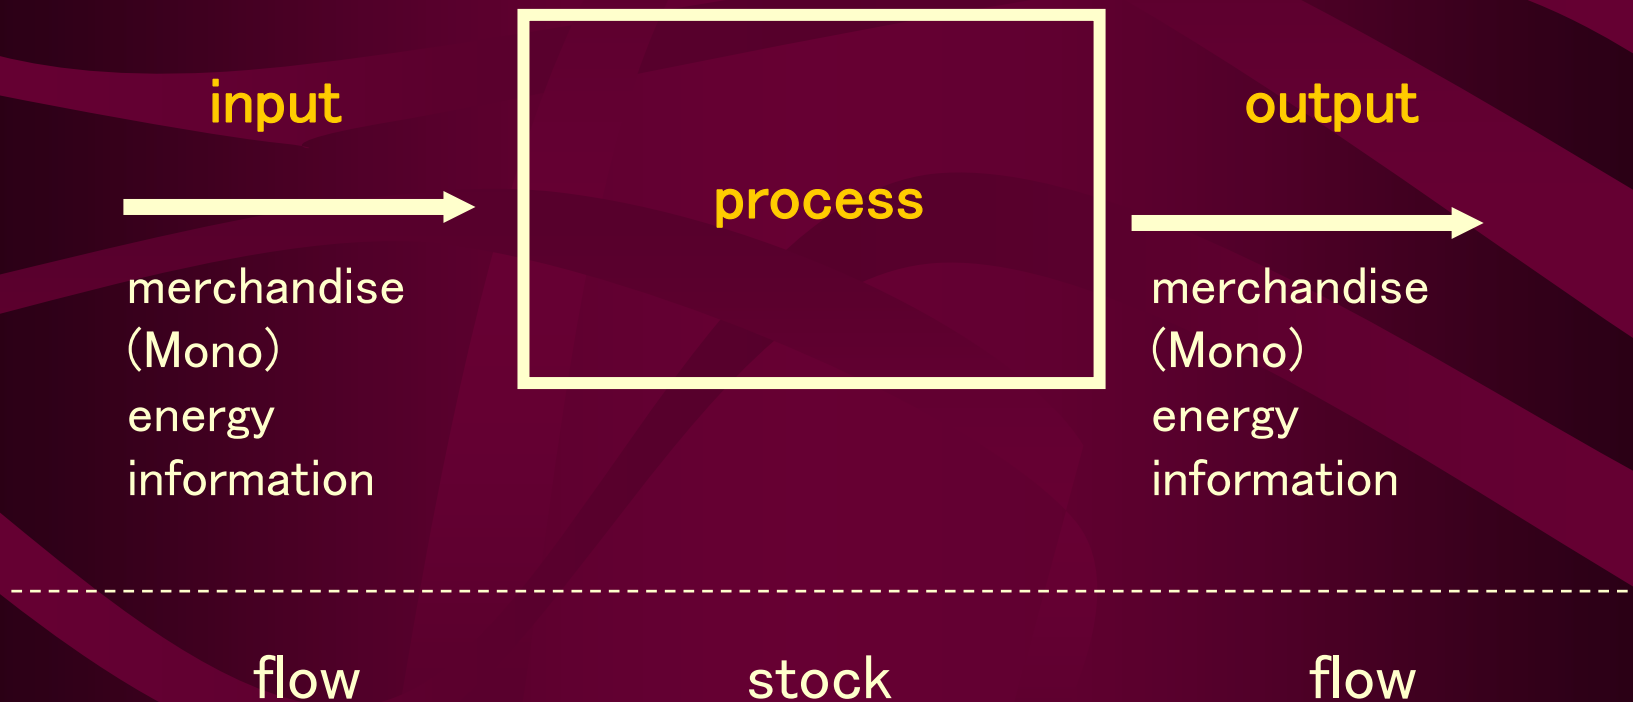 input
process
output
merchandise
(Mono)
energy
information
merchandise
(Mono)
energy
information
flow
stock
flow